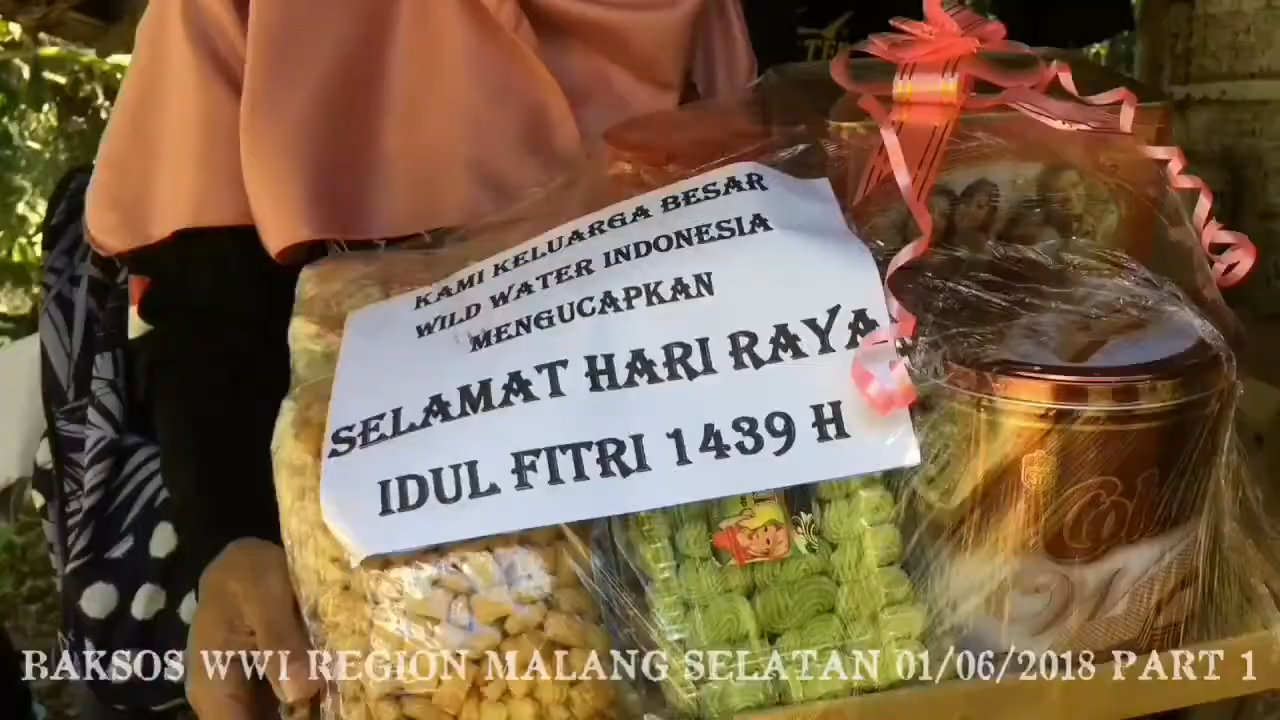 KAMI KELUARGA BESAR
WILD WATER INDONESIA
MENGUCAPKAN
SELAMAT HARI RAYA
IDUL FITRI 1439 H
BAKSOS WWI REGION MALANG SELATAN 01/06/2018 PART 1